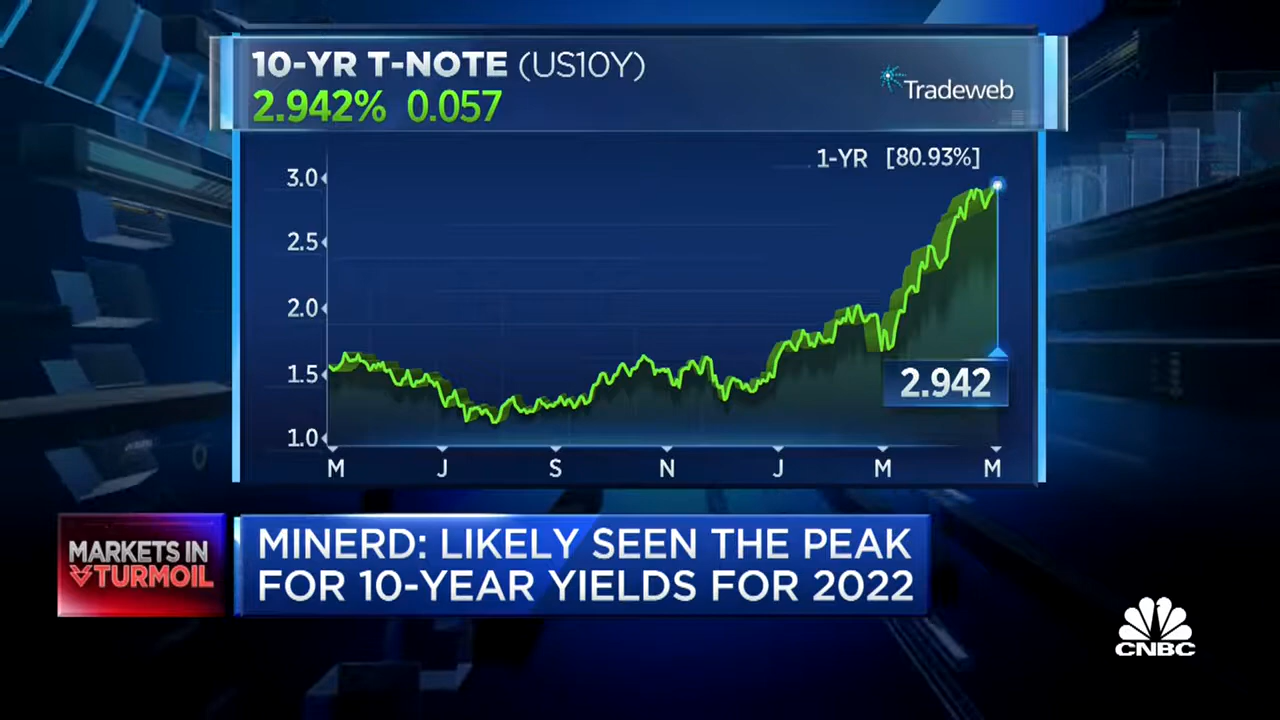 10-YR T-NOTE (US10Y)
2.942% 0.057
Tradeweb
1-YR [80.93%]
3.0
2.5
2.0
1.5
1.0
2.942
M J S N J M M
MARKETS IN
TURMOIL
MINERD: LIKELY SEEN THE PEAK
FOR 10-YEAR YIELDS FOR 2022
CNBC